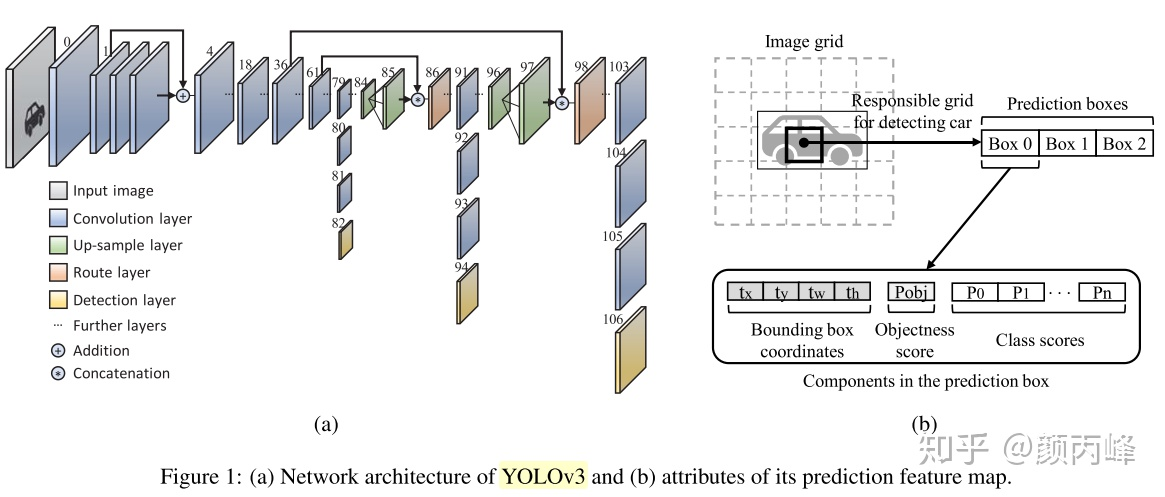 0
1
4
18
36
61
79
84
85
86
91
96
97
98
103
80
81
82
92
93
94
104
105
106
Input image
Convolution layer
Up-sample layer
Route layer
Detection layer
··· Further layers
+ Addition
* Concatenation
(a)
Image grid
Responsible grid
for detecting car
Prediction boxes
Box 0 Box 1 Box 2
tx ty tw th Pobj P0 P1 · · · Pn
Bounding box
coordinates
Objectness
score
Class scores
Components in the prediction box
(b)
知乎 @颜丙峰
Figure 1: (a) Network architecture of YOLOv3 and (b) attributes of its prediction feature map.